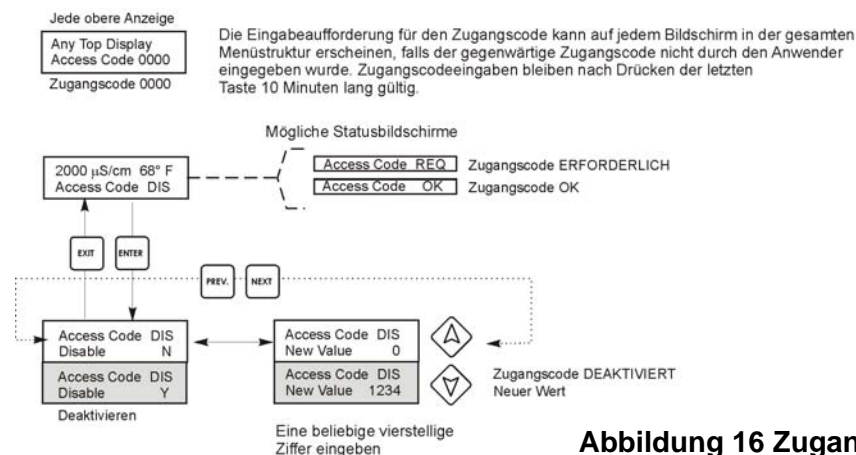 Jede obere Anzeige
Any Top Display
Access Code 0000
Zugangscode 0000
Die Eingabeaufforderung für den Zugangscode kann auf jedem Bildschirm in der gesamten
Menüstruktur erscheinen, falls der gegenwärtige Zugangscode nicht durch den Anwender
eingegeben wurde. Zugangscodeeingaben bleiben nach Drücken der letzten
Taste 10 Minuten lang gültig.
Mögliche Statusbildschirme
2000 µS/cm 68° F
Access Code DIS
Access Code REQ
Zugangscode ERFORDERLICH
Access Code OK
Zugangscode OK
EXIT
ENTER
PREV.
NEXT
Access Code DIS
Disable N
Access Code DIS
Disable Y
Deaktivieren
Access Code DIS
New Value 0
Access Code DIS
New Value 1234
Zugangscode DEAKTIVIERT
Neuer Wert
Eine beliebige vierstellige
Ziffer eingeben
Abbildung 16 Zugan